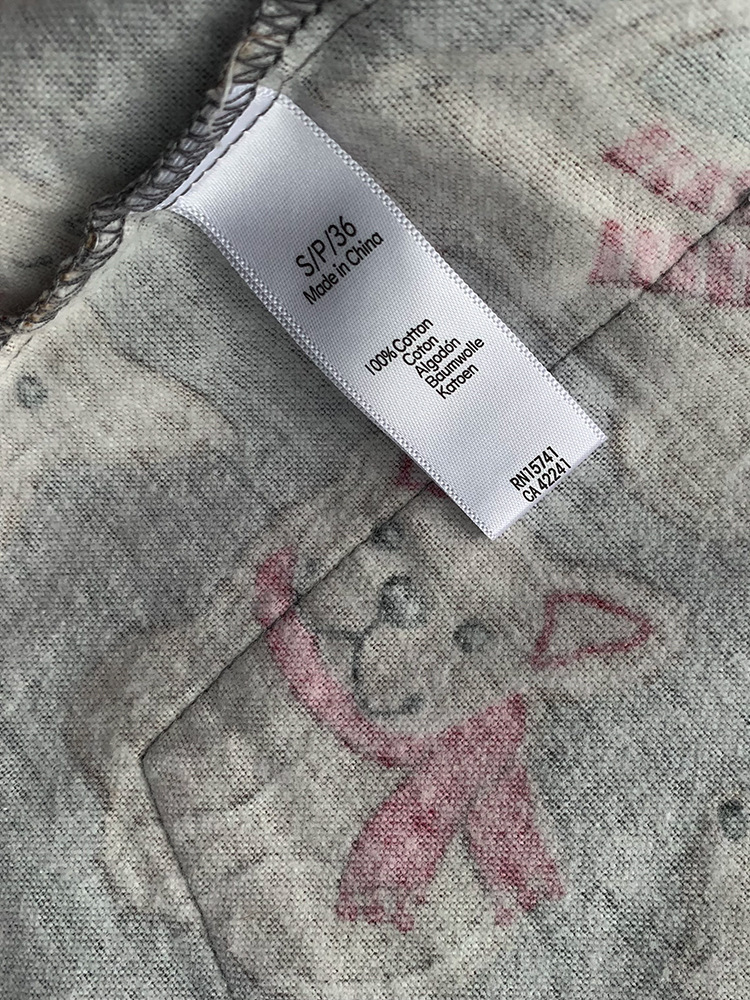 S/P/36
Made in China
100% Cotton
Coton
Algodón
Baumwolle
Katoen
RN15741
CA 42241